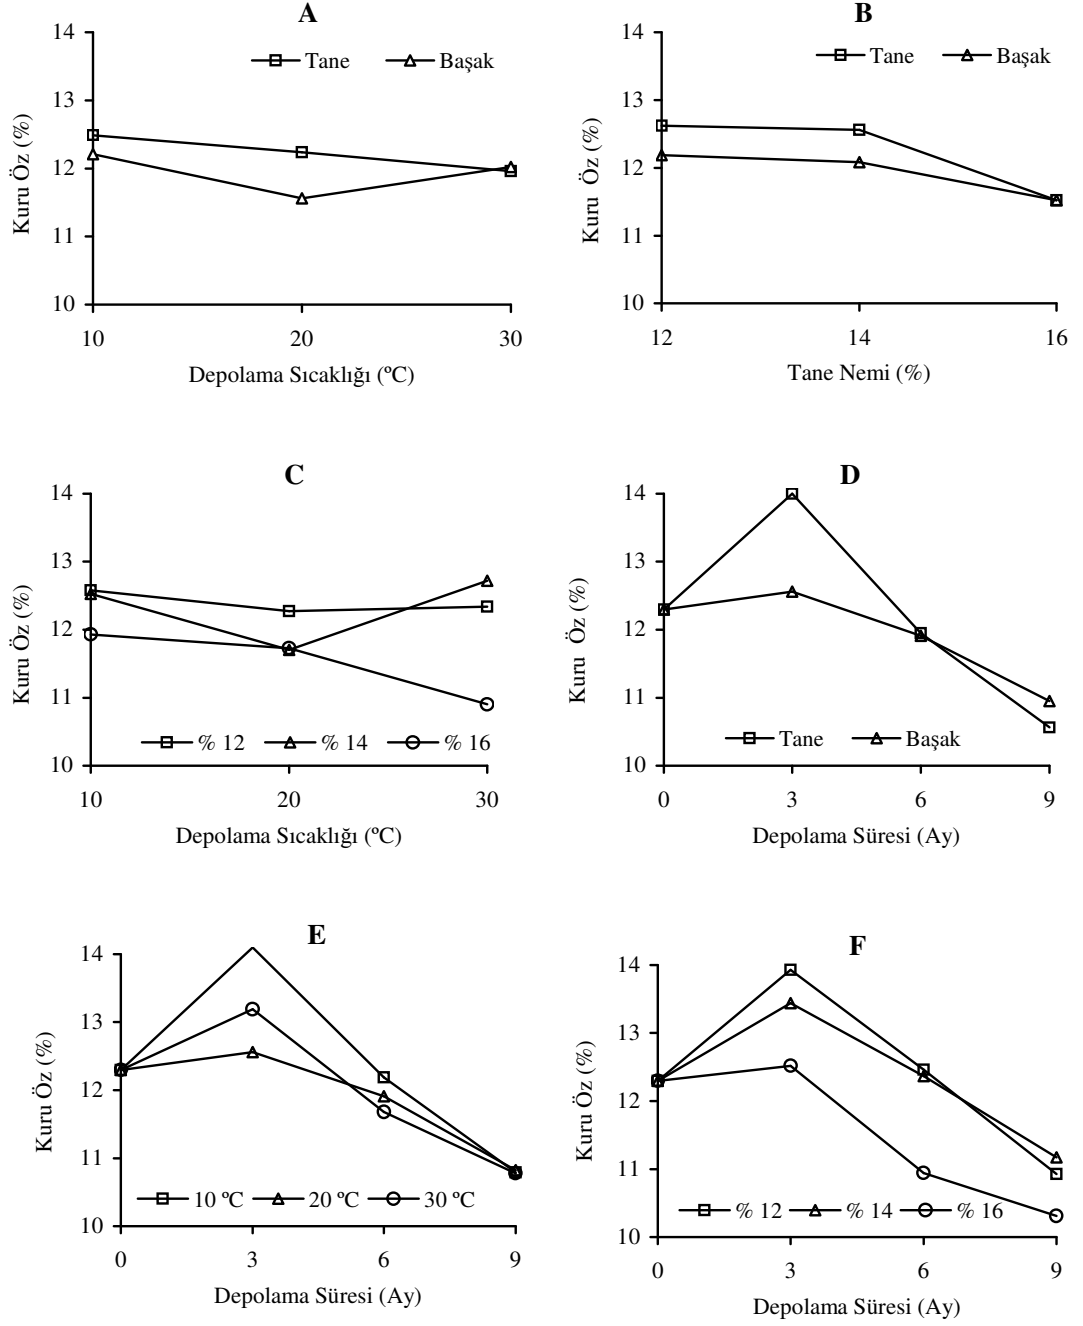 A
14
13
12
11
10
Kuru Öz (%)
Tane Başak
10 20 30
Depolama Sıcaklığı (ºC)
B
14
13
12
11
10
Kuru Öz (%)
Tane Başak
12 14 16
Tane Nemi (%)
C
14
13
12
11
10
Kuru Öz (%)
% 12 % 14 % 16
10 20 30
Depolama Sıcaklığı (ºC)
D
14
13
12
11
10
Kuru Öz (%)
Tane Başak
0 3 6 9
Depolama Süresi (Ay)
E
14
13
12
11
10
Kuru Öz (%)
10 ºC 20 ºC 30 ºC
0 3 6 9
Depolama Süresi (Ay)
F
14
13
12
11
10
Kuru Öz (%)
% 12 % 14 % 16
0 3 6 9
Depolama Süresi (Ay)